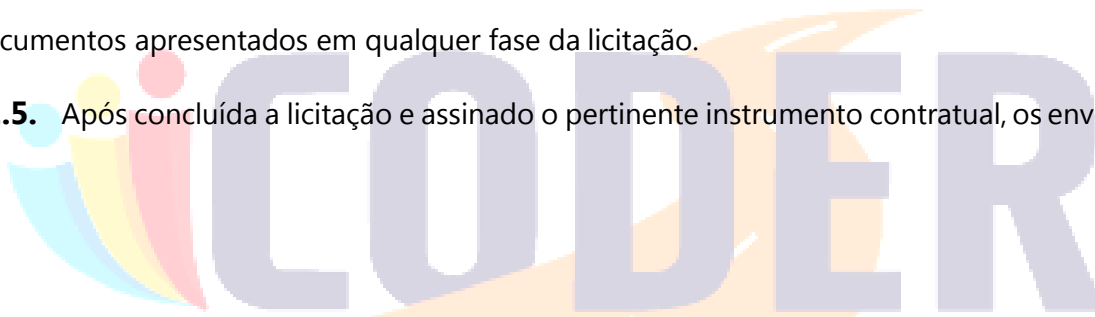 cumentos apresentados em qualquer fase da licitação.
.5. Após concluída a licitação e assinado o pertinente instrumento contratual, os env
CODER